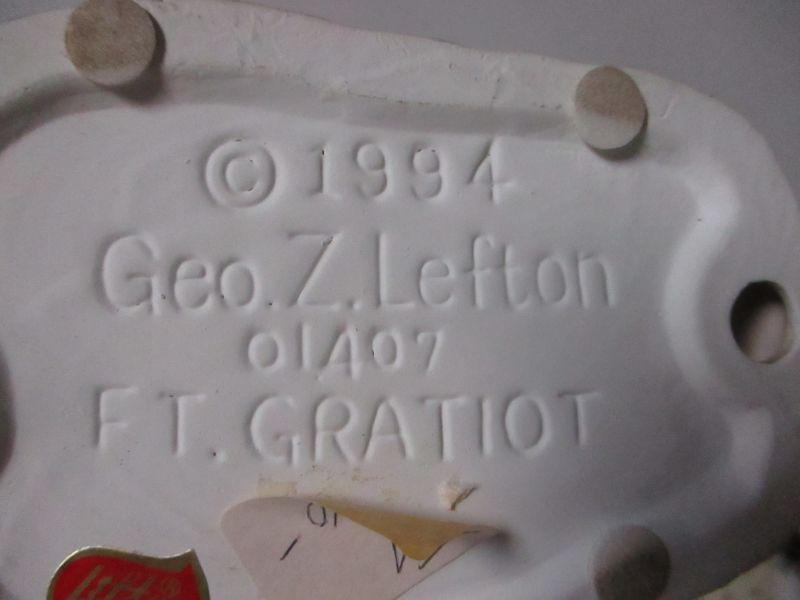 © 1994
Geo. Z. Lefton
01407
FT. GRATIOT